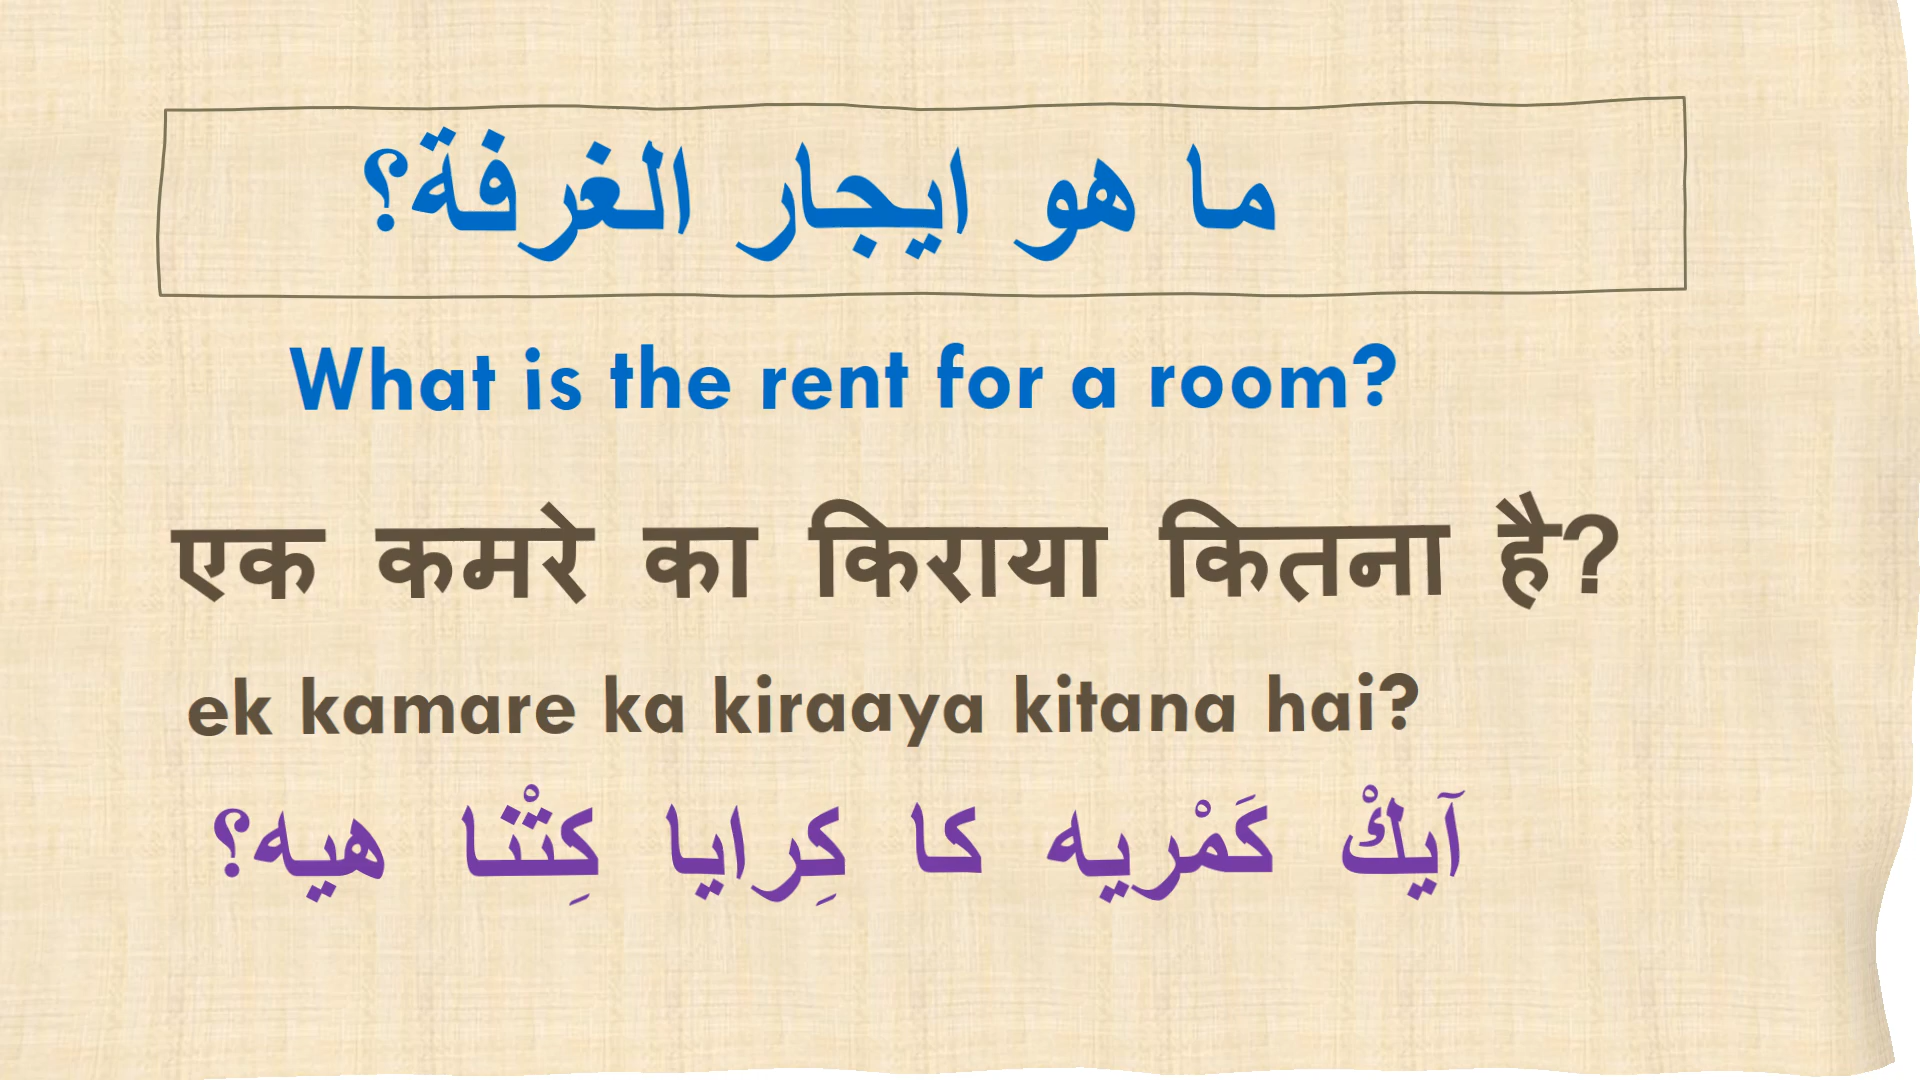 ما هو ايجار الغرفة؟
What is the rent for a room?
एक कमरे का किराया कितना है?
ek kamare ka kiraaya kitana hai?
آيكْ كَمْريه كا كِرايا كِتْنا هيه؟